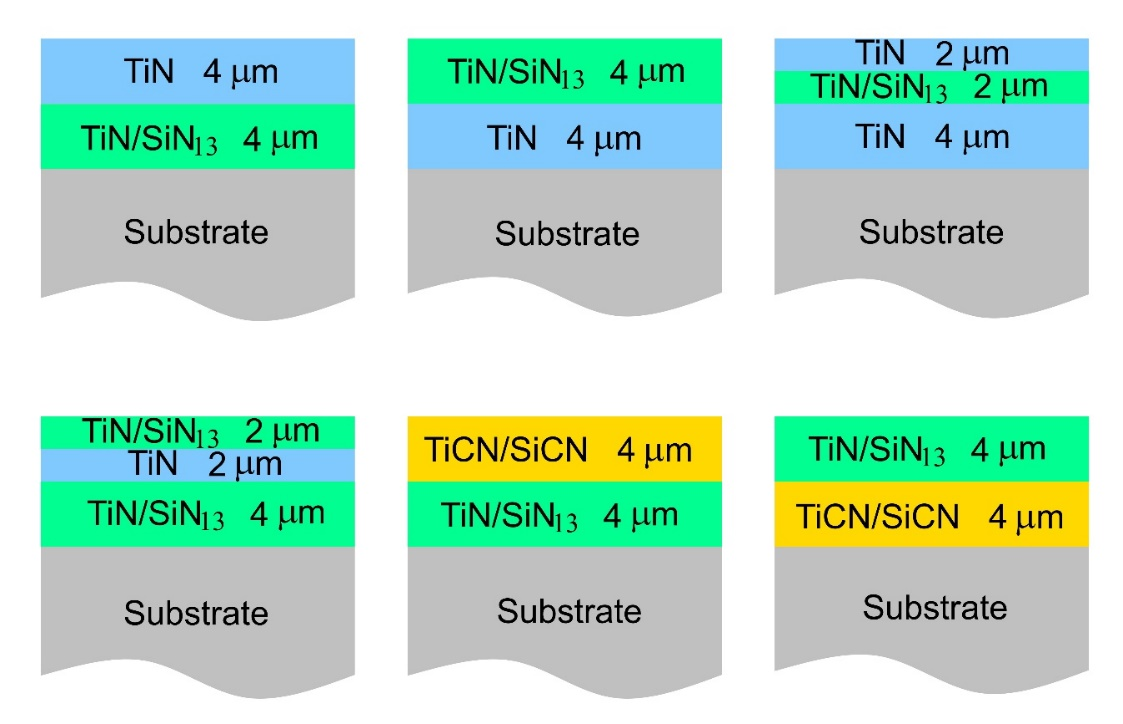 TiN 4 μm
TiN/SiN₁₃ 4 μm
Substrate
TiN/SiN₁₃ 4 μm
TiN 4 μm
Substrate
TiN 2 μm
TiN/SiN₁₃ 2 μm
TiN 4 μm
Substrate
TiN/SiN₁₃ 2 μm
TiN 2 μm
TiN/SiN₁₃ 4 μm
Substrate
TiCN/SiCN 4 μm
TiN/SiN₁₃ 4 μm
Substrate
TiN/SiN₁₃ 4 μm
TiCN/SiCN 4 μm
Substrate